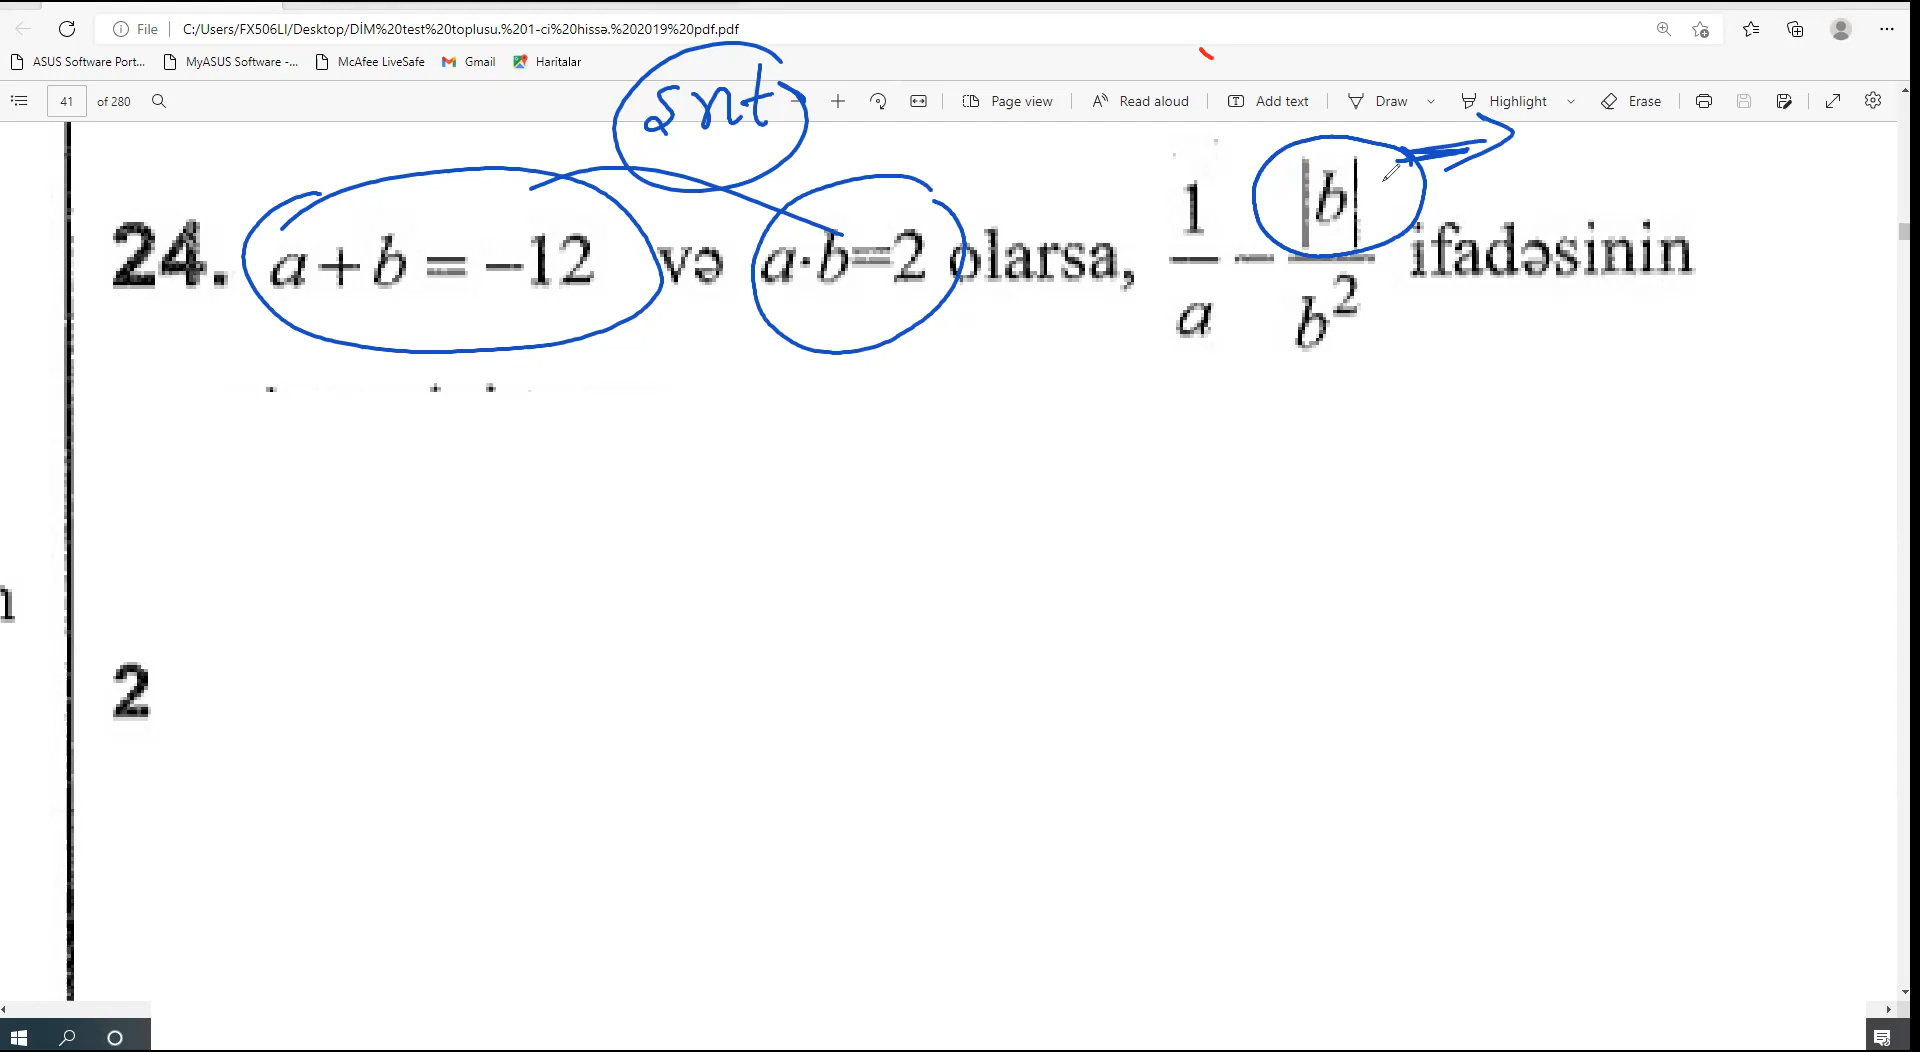 File C:/Users/FX506LI/Desktop/DİM%20test%20toplusu.%201-ci%20hissə.%202019%20pdf.pdf
ASUS Software Port... MyASUS Software -... McAfee LiveSafe Gmail Haritalar
41 of 280 Page view Read aloud Add text Draw Highlight Erase
24. a+b = -12 və a·b=2 olarsa, 1/a - |b|/b² ifadəsinin
2